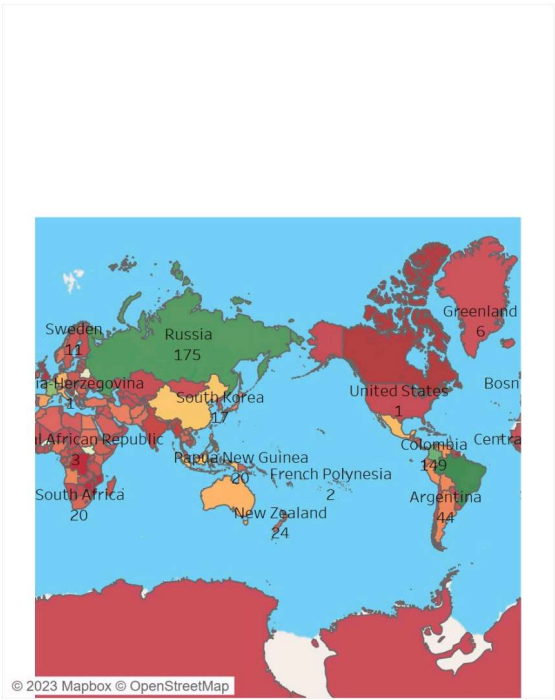 Greenland
6
Sweden
11
Russia
175
ia-Herzegovina
1
South Korea
17
United States
1
Bosn
l African Republic
3
Papua New Guinea
20
French Polynesia
2
Colombia
149
Centra
South Africa
20
New Zealand
24
Argentina
44
© 2023 Mapbox © OpenStreetMap